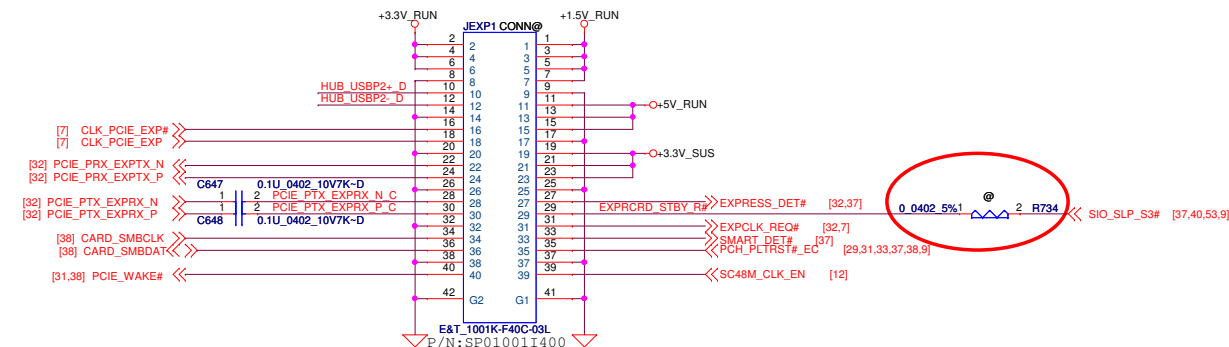 +3.3V_RUN
+1.5V_RUN
JEXP1 CONN@
2 2 1 1
4 4 3 3
6 6 5 5
8 8 7 7
HUB_USBP2+_D 10 10 9 9
HUB_USBP2-_D 12 12 11 11 +5V_RUN
14 14 13 13
[7] CLK_PCIE_EXP# 16 16 15 15
[7] CLK_PCIE_EXP 18 18 17 17
20 20 19 19 +3.3V_SUS
[32] PCIE_PRX_EXPTX_N 22 22 21 21
[32] PCIE_PRX_EXPTX_P 24 24 23 23
C647 0.1U_0402_10V7K~D 26 26 25 25 @
[32] PCIE_PTX_EXPRX_N 1 2 PCIE_PTX_EXPRX_N_C 28 28 27 27 EXPRESS_DET# [32,37]
[32] PCIE_PTX_EXPRX_P 1 2 PCIE_PTX_EXPRX_P_C 30 30 29 29 EXPRCRD_STBY_R# 0_0402_5% 1 2 R734 SIO_SLP_S3# [37,40,53,9]
C648 0.1U_0402_10V7K~D 32 32 31 31 EXPCLK_REQ# [32,7]
[38] CARD_SMBCLK 34 34 33 33 SMART_DET# [37]
[38] CARD_SMBDAT 36 36 35 35 PCH_PLTRST#_EC [29,31,33,37,38,9]
38 38 37 37
[31,38] PCIE_WAKE# 40 40 39 39 SC48M_CLK_EN [12]
42 G2 G1 41
E&T_1001K-F40C-03L
P/N:SP01001I400